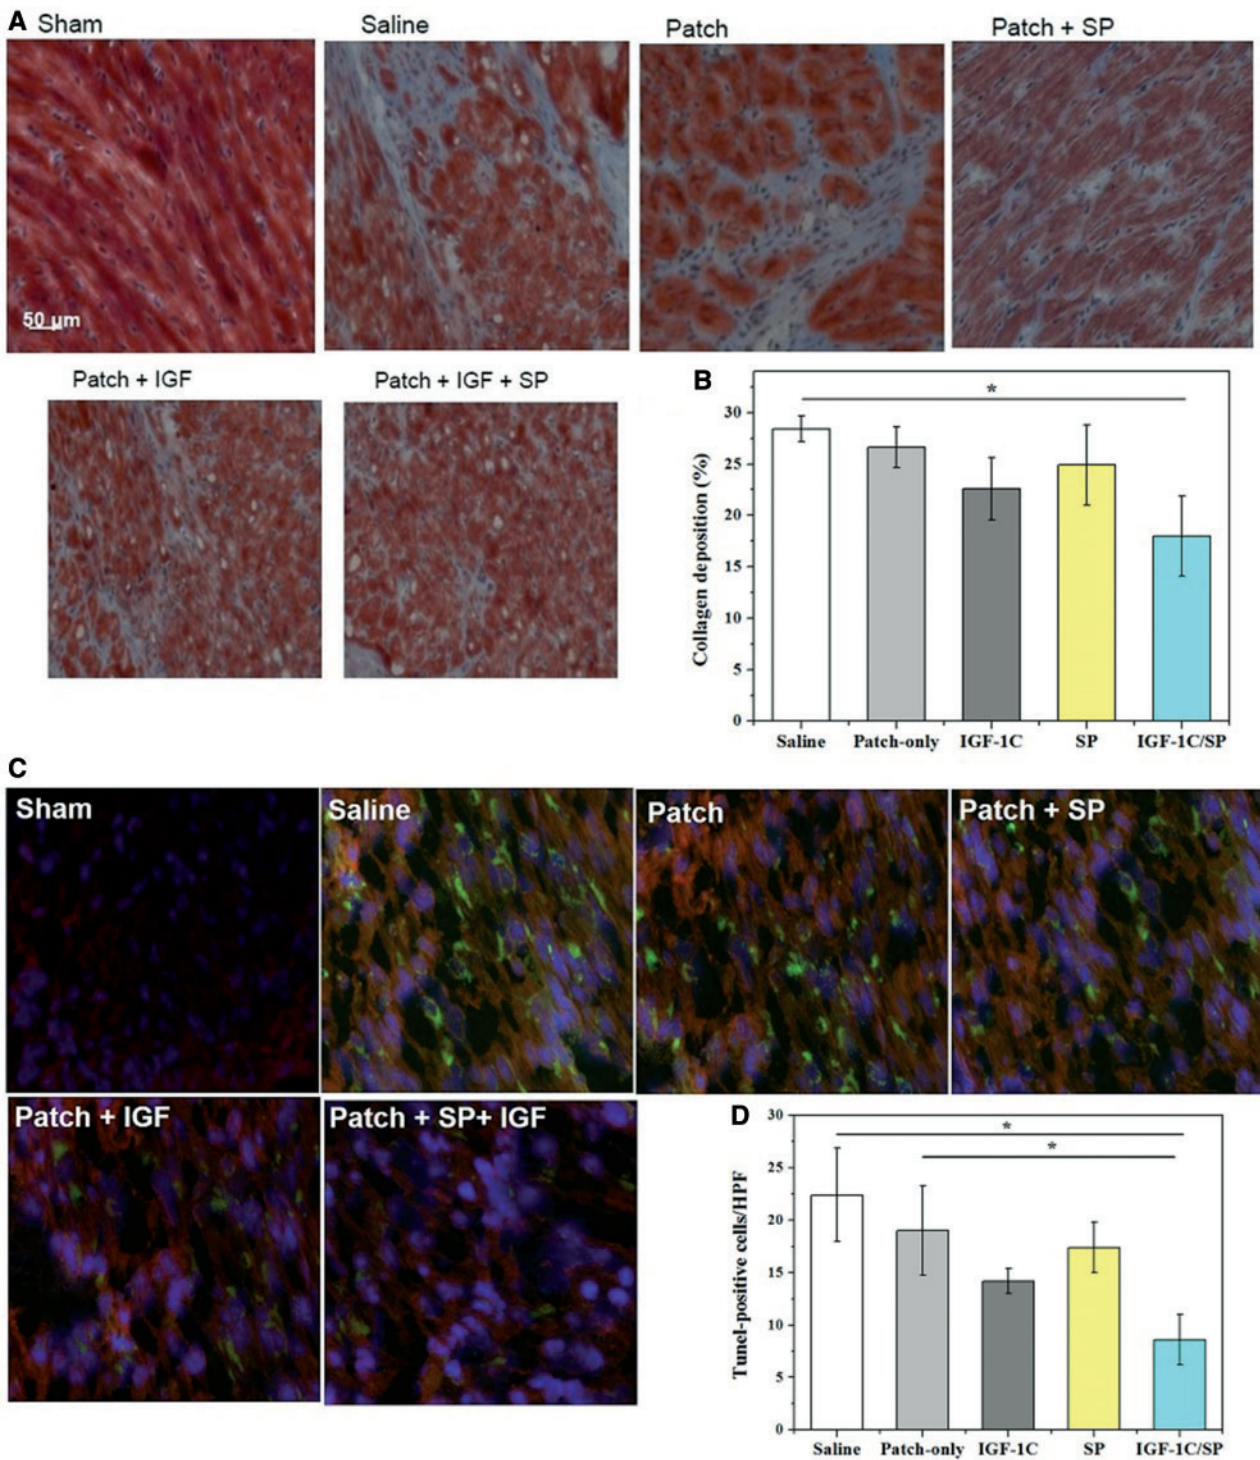 A Sham
Saline
Patch
Patch + SP
50 µm
Patch + IGF
Patch + IGF + SP
B
*
Collagen deposition (%)
30
25
20
15
10
5
0
Saline Patch-only IGF-1C SP IGF-1C/SP
C
Sham
Saline
Patch
Patch + SP
Patch + IGF
Patch + SP+ IGF
D
*
*
Tunel-positive cells/HPF
30
25
20
15
10
5
0
Saline Patch-only IGF-1C SP IGF-1C/SP